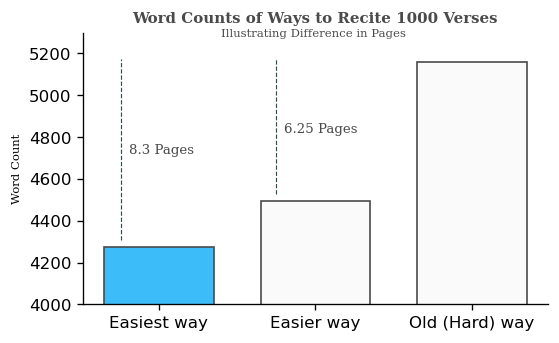 Word Counts of Ways to Recite 1000 Verses
Illustrating Difference in Pages
Word Count
5200
5000
4800
4600
4400
4200
4000
8.3 Pages
6.25 Pages
Easiest way
Easier way
Old (Hard) way